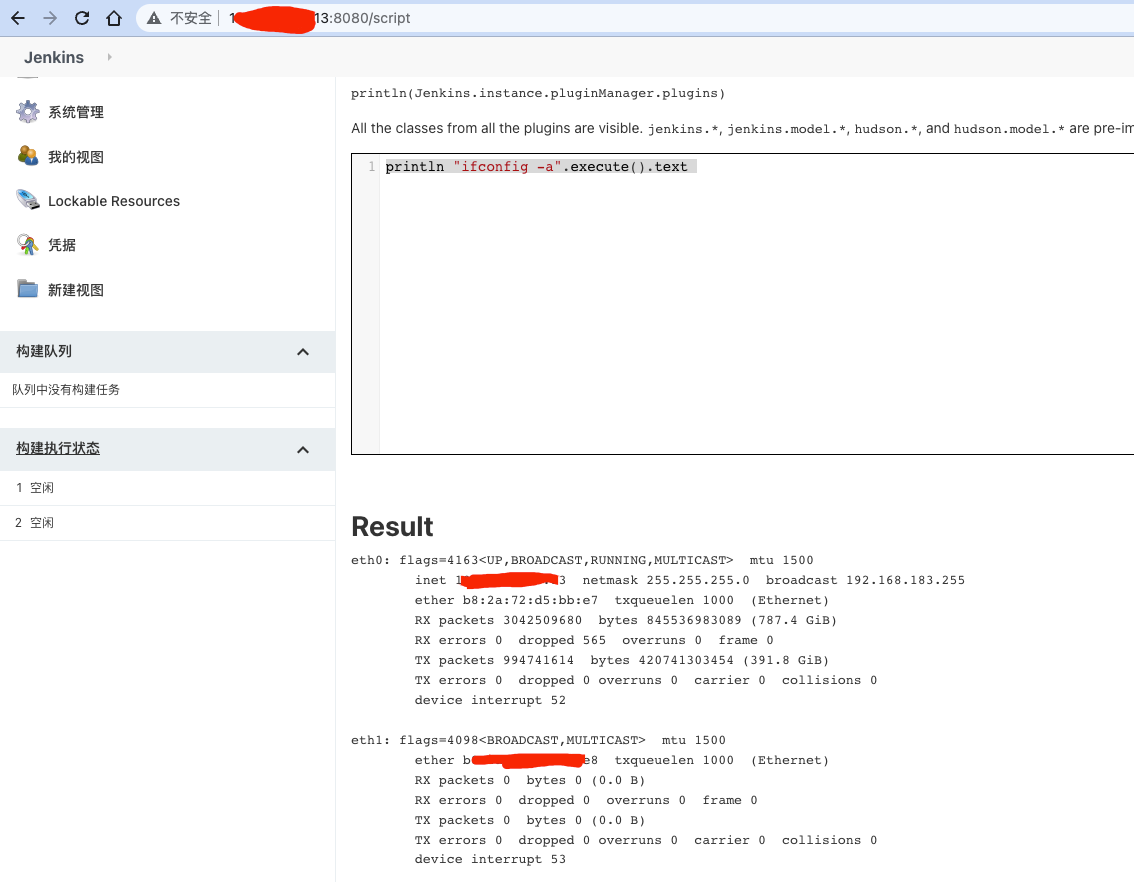 不安全 13:8080/script
Jenkins
系统管理
我的视图
Lockable Resources
凭据
新建视图
构建队列
队列中没有构建任务
构建执行状态
1 空闲
2 空闲
println(Jenkins.instance.pluginManager.plugins)
All the classes from all the plugins are visible. jenkins.*, jenkins.model.*, hudson.*, and hudson.model.* are pre-im
1 println "ifconfig -a".execute().text
Result
eth0: flags=4163<UP,BROADCAST,RUNNING,MULTICAST> mtu 1500
inet 1 3 netmask 255.255.255.0 broadcast 192.168.183.255
ether b8:2a:72:d5:bb:e7 txqueuelen 1000 (Ethernet)
RX packets 3042509680 bytes 845536983089 (787.4 GiB)
RX errors 0 dropped 565 overruns 0 frame 0
TX packets 994741614 bytes 420741303454 (391.8 GiB)
TX errors 0 dropped 0 overruns 0 carrier 0 collisions 0
device interrupt 52
eth1: flags=4098<BROADCAST,MULTICAST> mtu 1500
ether b e8 txqueuelen 1000 (Ethernet)
RX packets 0 bytes 0 (0.0 B)
RX errors 0 dropped 0 overruns 0 frame 0
TX packets 0 bytes 0 (0.0 B)
TX errors 0 dropped 0 overruns 0 carrier 0 collisions 0
device interrupt 53